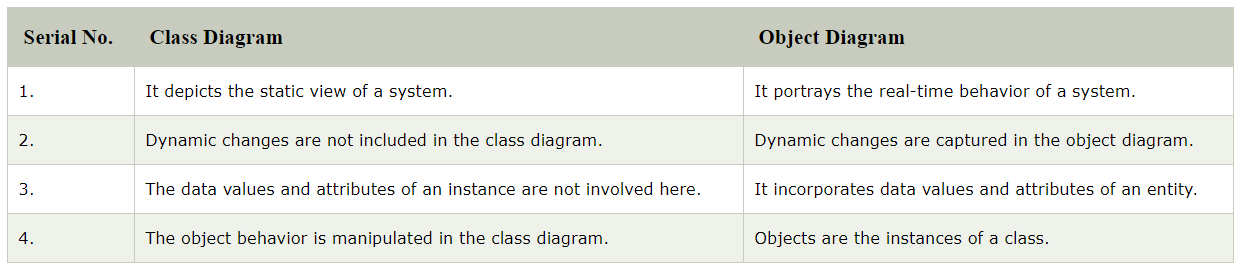 Serial No. Class Diagram Object Diagram
1. It depicts the static view of a system. It portrays the real-time behavior of a system.
2. Dynamic changes are not included in the class diagram. Dynamic changes are captured in the object diagram.
3. The data values and attributes of an instance are not involved here. It incorporates data values and attributes of an entity.
4. The object behavior is manipulated in the class diagram. Objects are the instances of a class.